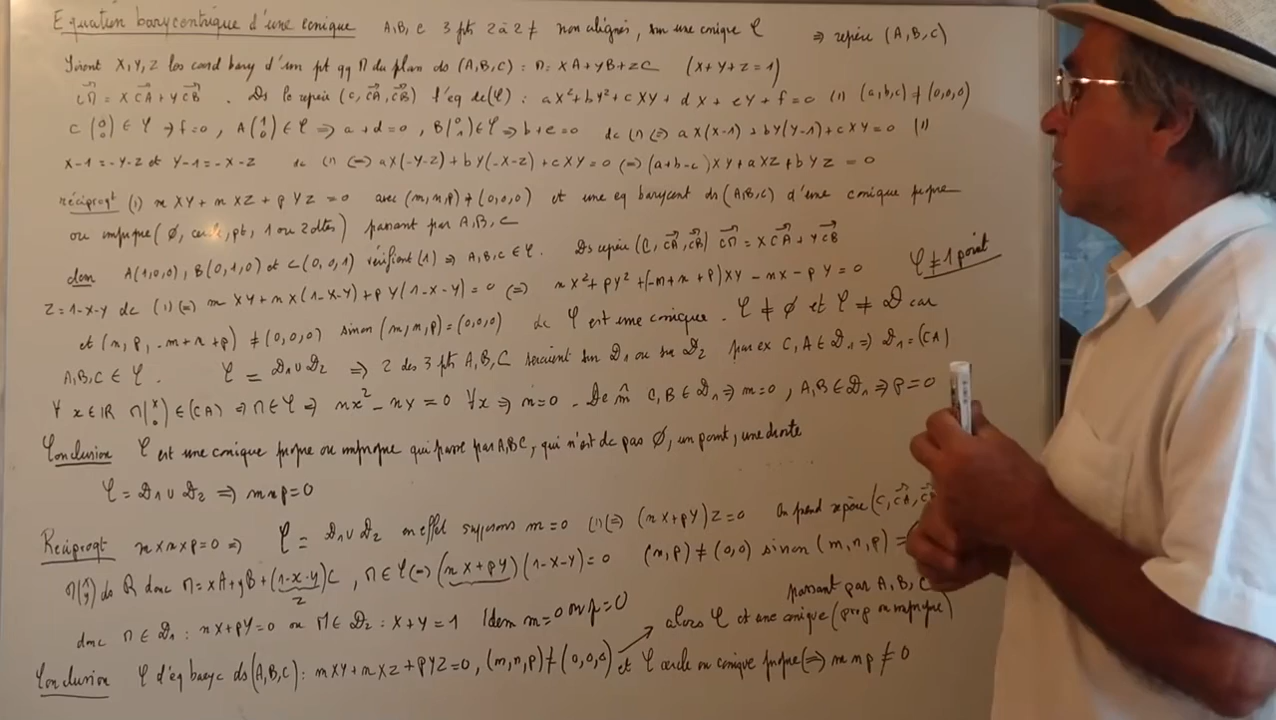 Equation barycentrique d'une conique A, B, C 3 pts 2 à 2 ≠ non alignés, sur une conique 𝒞 ⇒ repère (A, B, C)
Soient X, Y, Z les coord bary d'un pt qq M du plan ds (A, B, C) : M = XA + YB + ZC (X+Y+Z = 1)
CM = X CA + Y CB . Ds le repère (C, CA, CB) l'eq de (𝒞) : aX² + bY² + cXY + dX + eY + f = 0 (1) (a,b,c) ≠ (0,0,0)
C (0 0) ∈ 𝒞 ⇒ f = 0 , A (1 0) ∈ 𝒞 ⇒ a + d = 0 , B (0 1) ∈ 𝒞 ⇒ b + e = 0 dc (1) ⇔ aX(X-1) + bY(Y-1) + cXY = 0 (1)
X-1 = -Y-Z et Y-1 = -X-Z dc (1) ⇔ aX(-Y-Z) + bY(-X-Z) + cXY = 0 ⇔ (a+b-c)XY + aXZ + bYZ = 0
réciproqt (1) mXY + nXZ + pYZ = 0 avec (m,n,p) ≠ (0,0,0) et une eq barycent ds (A,B,C) d'une conique propre
ou impropre (∅, cercle, pt, 1 ou 2 dtes) passant par A, B, C
dem A(1,0,0), B(0,1,0) et C(0,0,1) vérifient (1) ⇒ A,B,C ∈ 𝒞. Ds repère (C, CA, CB) CM = X CA + Y CB
Z = 1-X-Y dc (1) ⇔ mXY + nX(1-X-Y) + pY(1-X-Y) = 0 ⇔ nX² + pY² + (-m+n+p)XY - nX - pY = 0 𝒞 ≠ 1 point
et (n, p, -m+n+p) ≠ (0,0,0) sinon (m,n,p) = (0,0,0) dc 𝒞 est une conique. 𝒞 ≠ ∅ et 𝒞 ≠ 𝒟 car
A,B,C ∈ 𝒞. 𝒞 = 𝒟1 ∪ 𝒟2 ⇒ 2 des 3 pts A,B,C seraient sur 𝒟1 ou sur 𝒟2 par ex C, A ∈ 𝒟1 ⇒ 𝒟1 = (CA)
∀ x ∈ ℝ M(x 0) ∈ (CA) ⇒ M ∈ 𝒞 ⇒ nx² - nx = 0 ∀x ⇒ n = 0 . De m̂ C,B ∈ 𝒟1 ⇒ m = 0 , A,B ∈ 𝒟1 ⇒ p = 0
Conclusion 𝒞 est une conique propre ou impropre qui passe par A,B,C, qui n'est dc pas ∅, un point, une droite
𝒞 = 𝒟1 ∪ 𝒟2 ⇒ mnp = 0
Réciproqt m×n×p = 0 ⇒ 𝒞 = 𝒟1 ∪ 𝒟2 en effet supposons m = 0 (1) ⇔ (nX + pY)Z = 0 On prend repère (C, CA, C
M(x y) ds R donc M = xA + yB + (1-x-y)C , M ∈ 𝒞 ⇔ (nX + pY)(1-X-Y) = 0 (n,p) ≠ (0,0) sinon (m,n,p) =
Z
donc M ∈ 𝒟1 : nX + pY = 0 ou M ∈ 𝒟2 : X + Y = 1 Idem n = 0 ou p = 0
passant par A, B, C
alors 𝒞 est une conique (prop ou impropre)
Conclusion 𝒞 d'éq baryc ds (A,B,C) : mXY + nXZ + pYZ = 0, (m,n,p) ≠ (0,0,0) et 𝒞 cercle ou conique propre ⇔ mnp ≠ 0